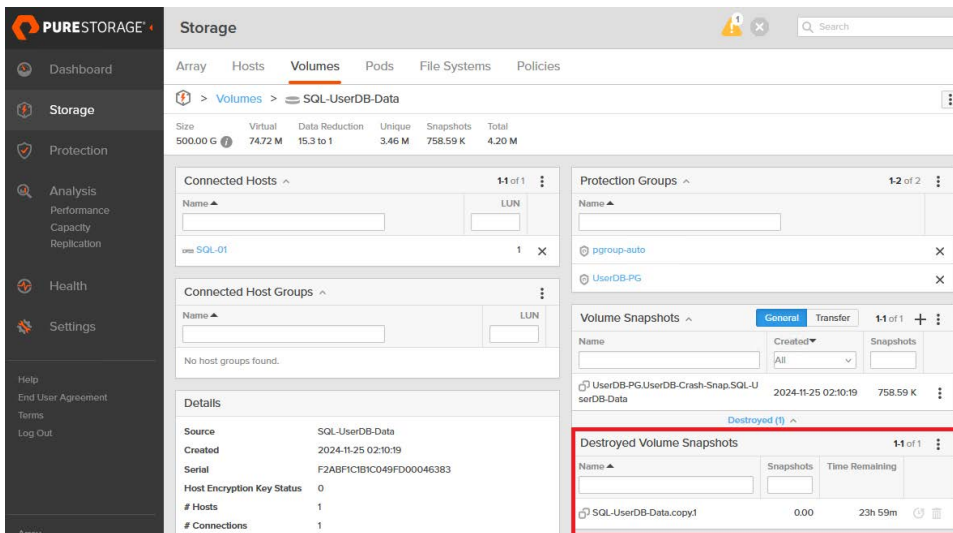 PURESTORAGE®
Storage
1
Search
Dashboard
Storage
Protection
Analysis
Performance
Capacity
Replication
Health
Settings
Help
End User Agreement
Terms
Log Out
Array Hosts Volumes Pods File Systems Policies
> Volumes > SQL-UserDB-Data
Size Virtual Data Reduction Unique Snapshots Total
500.00 G 74.72 M 15.3 to 1 3.46 M 758.59 K 4.20 M
Connected Hosts 1-1 of 1
Name LUN
SQL-01 1
Connected Host Groups
Name LUN
No host groups found.
Details
Source SQL-UserDB-Data
Created 2024-11-25 02:10:19
Serial F2ABF1C1B1C049FD00046383
Host Encryption Key Status 0
# Hosts 1
# Connections 1
Protection Groups 1-2 of 2
Name
pgroup-auto
UserDB-PG
Volume Snapshots General Transfer 1-1 of 1
Name Created Snapshots
All
UserDB-PG.UserDB-Crash-Snap.SQL-U
serDB-Data 2024-11-25 02:10:19 758.59 K
Destroyed (1)
Destroyed Volume Snapshots 1-1 of 1
Name Snapshots Time Remaining
SQL-UserDB-Data.copy.1 0.00 23h 59m